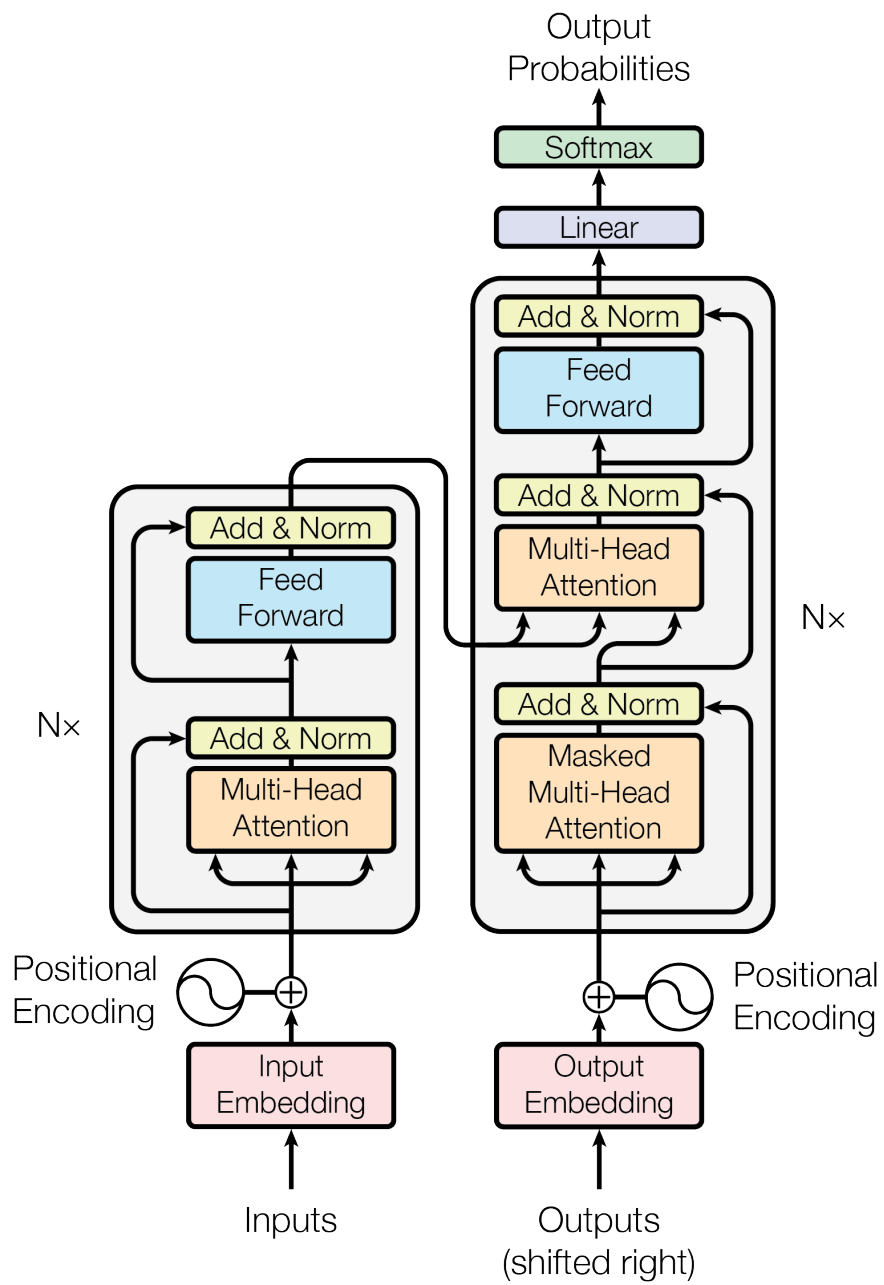 Output
Probabilities
Softmax
Linear
Add & Norm
Feed
Forward
Add & Norm
Multi-Head
Attention
Add & Norm
Masked
Multi-Head
Attention
N×
Add & Norm
Feed
Forward
Add & Norm
Multi-Head
Attention
N×
Positional
Encoding
Positional
Encoding
Input
Embedding
Output
Embedding
Inputs
Outputs
(shifted right)